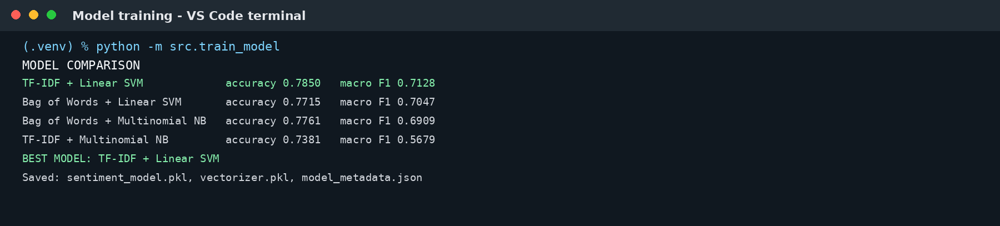 Model training - VS Code terminal
(.venv) % python -m src.train_model
MODEL COMPARISON
TF-IDF + Linear SVM             accuracy 0.7850   macro F1 0.7128
Bag of Words + Linear SVM       accuracy 0.7715   macro F1 0.7047
Bag of Words + Multinomial NB   accuracy 0.7761   macro F1 0.6909
TF-IDF + Multinomial NB         accuracy 0.7381   macro F1 0.5679
BEST MODEL: TF-IDF + Linear SVM
Saved: sentiment_model.pkl, vectorizer.pkl, model_metadata.json